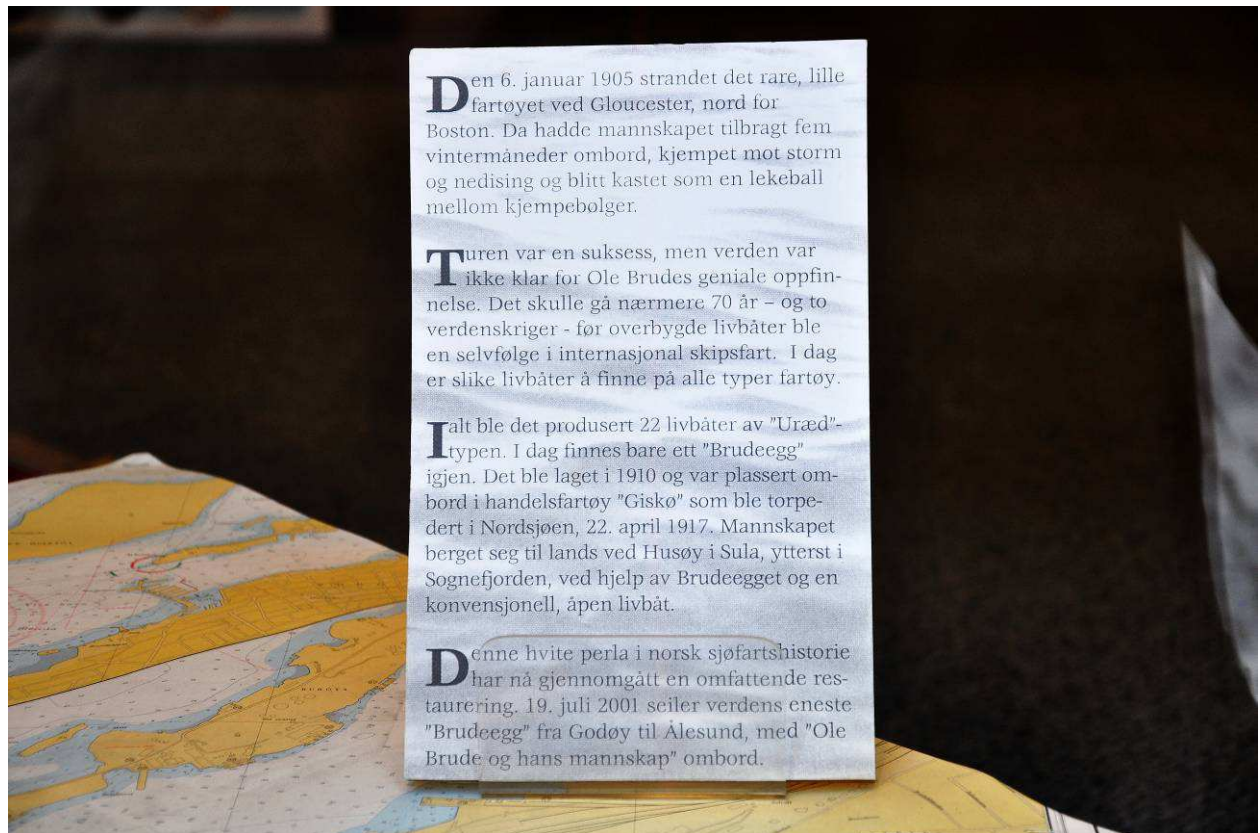 Den 6. januar 1905 strandet det rare, lille
fartøyet ved Gloucester, nord for
Boston. Da hadde mannskapet tilbragt fem
vintermåneder ombord, kjempet mot storm
og nedising og blitt kastet som en lekeball
mellom kjempebølger.
Turen var en suksess, men verden var
ikke klar for Ole Brudes geniale oppfin-
nelse. Det skulle gå nærmere 70 år – og to
verdenskriger - før overbygde livbåter ble
en selvfølge i internasjonal skipsfart. I dag
er slike livbåter å finne på alle typer fartøy.
Ialt ble det produsert 22 livbåter av "Uræd"-
typen. I dag finnes bare ett "Brudeegg"
igjen. Det ble laget i 1910 og var plassert om-
bord i handelsfartøy "Giskø" som ble torpe-
dert i Nordsjøen, 22. april 1917. Mannskapet
berget seg til lands ved Husøy i Sula, ytterst i
Sognefjorden, ved hjelp av Brudeegget og en
konvensjonell, åpen livbåt.
Denne hvite perla i norsk sjøfartshistorie
har nå gjennomgått en omfattende res-
taurering. 19. juli 2001 seiler verdens eneste
"Brudeegg" fra Godøy til Ålesund, med "Ole
Brude og hans mannskap" ombord.